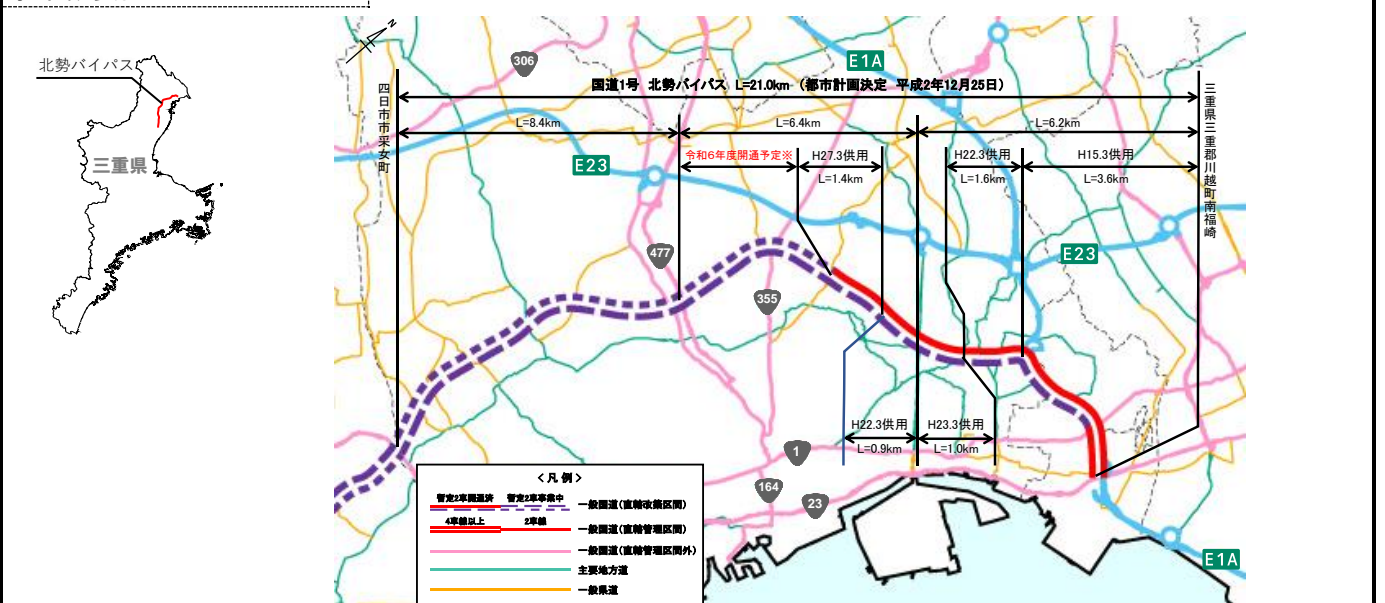 北勢バイパス
三重県
N
306
E1A
国道1号 北勢バイパス L=21.0km (都市計画決定 平成2年12月25日)
四日市市采女町
三重県三重郡川越町南福崎
L=8.4km
L=6.4km
L=6.2km
E23
令和6年度開通予定※
H27.3供用
L=1.4km
H22.3供用
L=1.6km
H15.3供用
L=3.6km
477
E23
355
H22.3供用
L=0.9km
H23.3供用
L=1.0km
1
164
23
E1A
<凡例>
暫定2車開通済 暫定2車事業中
一般国道(直轄改築区間)
4車線以上 2車線
一般国道(直轄管理区間)
一般国道(直轄管理区間外)
主要地方道
一般県道